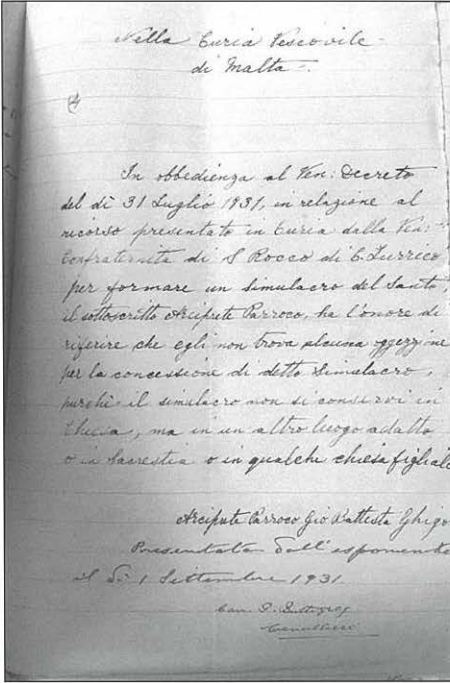 Nella Curia Vescovile
di Malta
In obbedienza al Ven: Decreto
del dì 31 Luglio 1931, in relazione al
ricorso presentato in Curia dalla Ven:
Confraternita di S Rocco di C. Zurrico
per formare un simulacro del Santo,
il sottoscritto Arciprete Parroco, ha l'onore di
riferire che egli non trova alcuna oggezzione
per la concessione di detto Simulacro,
purchè il simulacro non si conservi in
Chiesa, ma in un altro luogo adatto
o in Sacrestia o in qualche chiesa figliale
Arciprete Parroco Gio Battista Ghigo
Presentata dall'esponente
il dì 1 Settembre 1931
Can.
Cancelliere